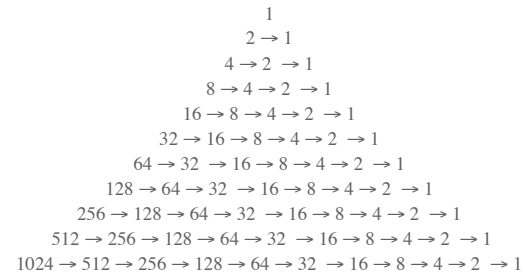 1
2 → 1
4 → 2 → 1
8 → 4 → 2 → 1
16 → 8 → 4 → 2 → 1
32 → 16 → 8 → 4 → 2 → 1
64 → 32 → 16 → 8 → 4 → 2 → 1
128 → 64 → 32 → 16 → 8 → 4 → 2 → 1
256 → 128 → 64 → 32 → 16 → 8 → 4 → 2 → 1
512 → 256 → 128 → 64 → 32 → 16 → 8 → 4 → 2 → 1
1024 → 512 → 256 → 128 → 64 → 32 → 16 → 8 → 4 → 2 → 1